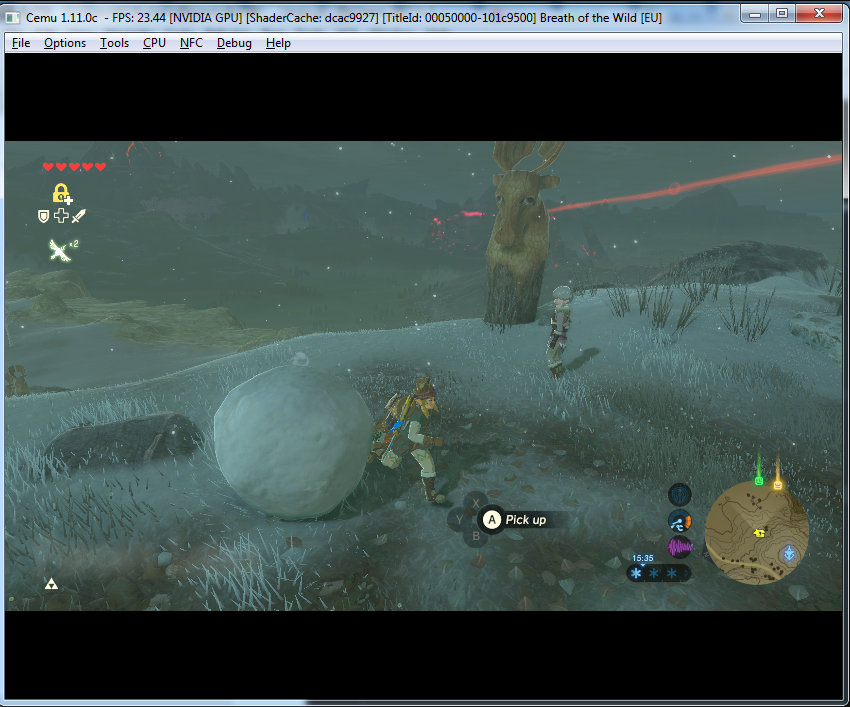 Cemu 1.11.0c - FPS: 23.44 [NVIDIA GPU] [ShaderCache: dcac9927] [TitleId: 00050000-101c9500] Breath of the Wild [EU]
File Options Tools CPU NFC Debug Help
×2
X
Y A Pick up
B
15:35